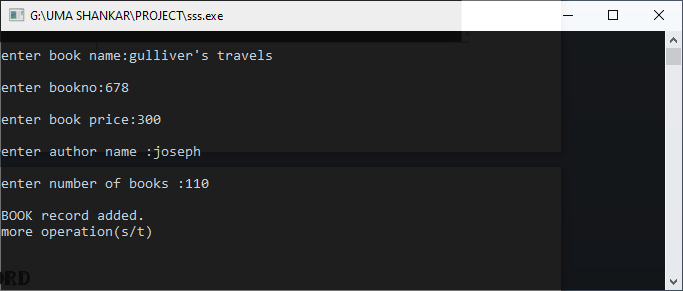 G:\UMA SHANKAR\PROJECT\sss.exe
enter book name:gulliver's travels
enter bookno:678
enter book price:300
enter author name :joseph
enter number of books :110
BOOK record added.
more operation(s/t)